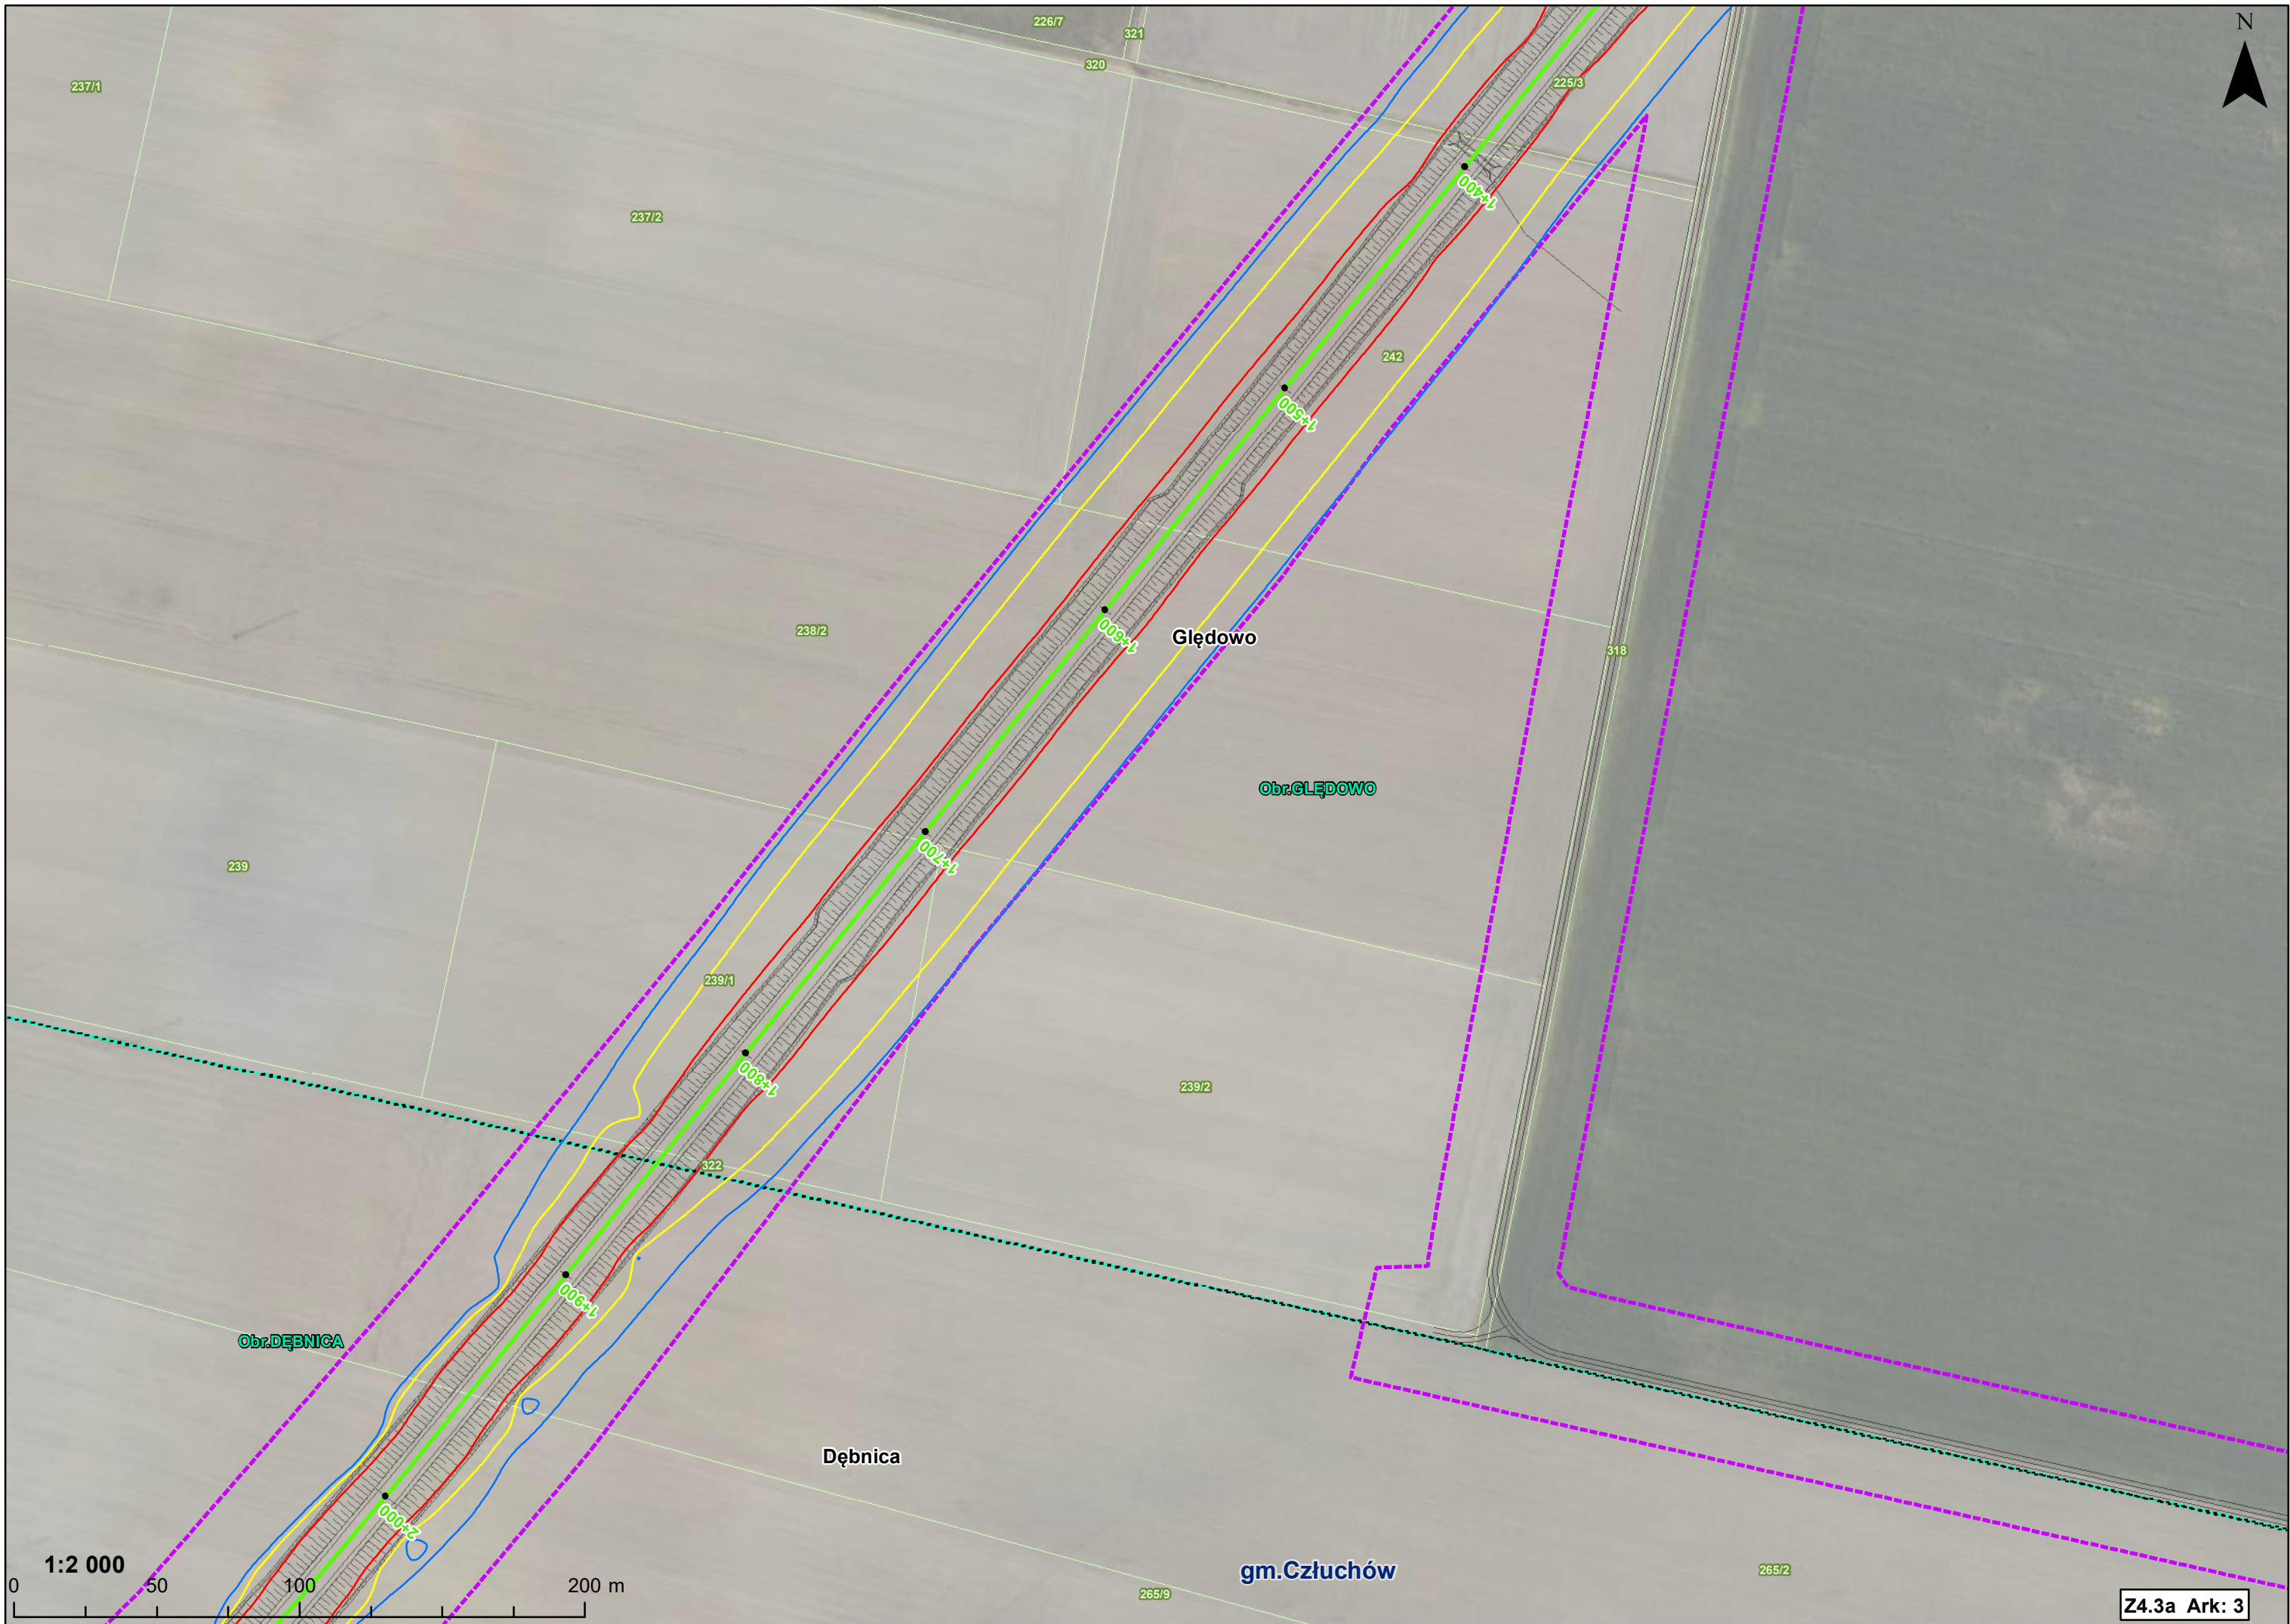 226/7
321
N
320
237/1
225/3
1+400
237/2
242
1+500
238/2
1+600
Ględowo
318
Obr.GLĘDOWO
1+700
239
239/1
1+800
239/2
322
1+900
Obr.DĘBNICA
Dębnica
2+000
1:2 000
gm.Człuchów
265/2
0 50 100 200 m
265/9
Z4.3a Ark: 3